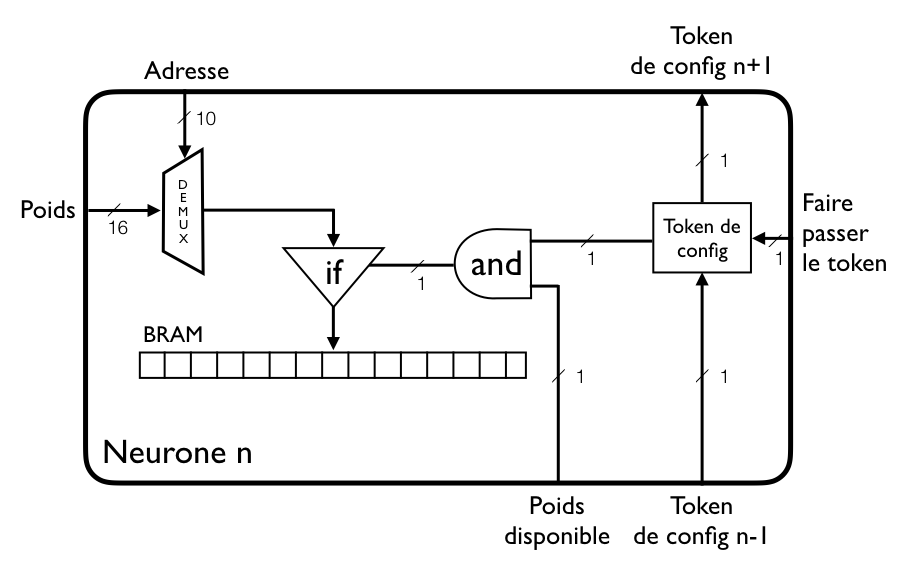 Token
de config n+1
Adresse
10
1
DEMUX
Poids
16
Token de
config
Faire
passer
le token
1
1
and
if
1
BRAM
1
1
Neurone n
Poids
disponible
Token
de config n-1